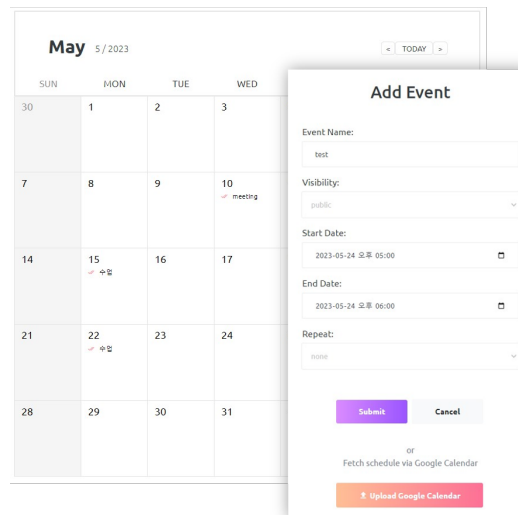 May 5 / 2023
< TODAY >
SUN MON TUE WED
30 1 2 3
7 8 9 10
meeting
14 15 16 17
수업
21 22 23 24
수업
28 29 30 31
Add Event
Event Name:
test
Visibility:
public
Start Date:
2023-05-24 오후 05:00
End Date:
2023-05-24 오후 06:00
Repeat:
none
Submit Cancel
or
Fetch schedule via Google Calendar
Upload Google Calendar